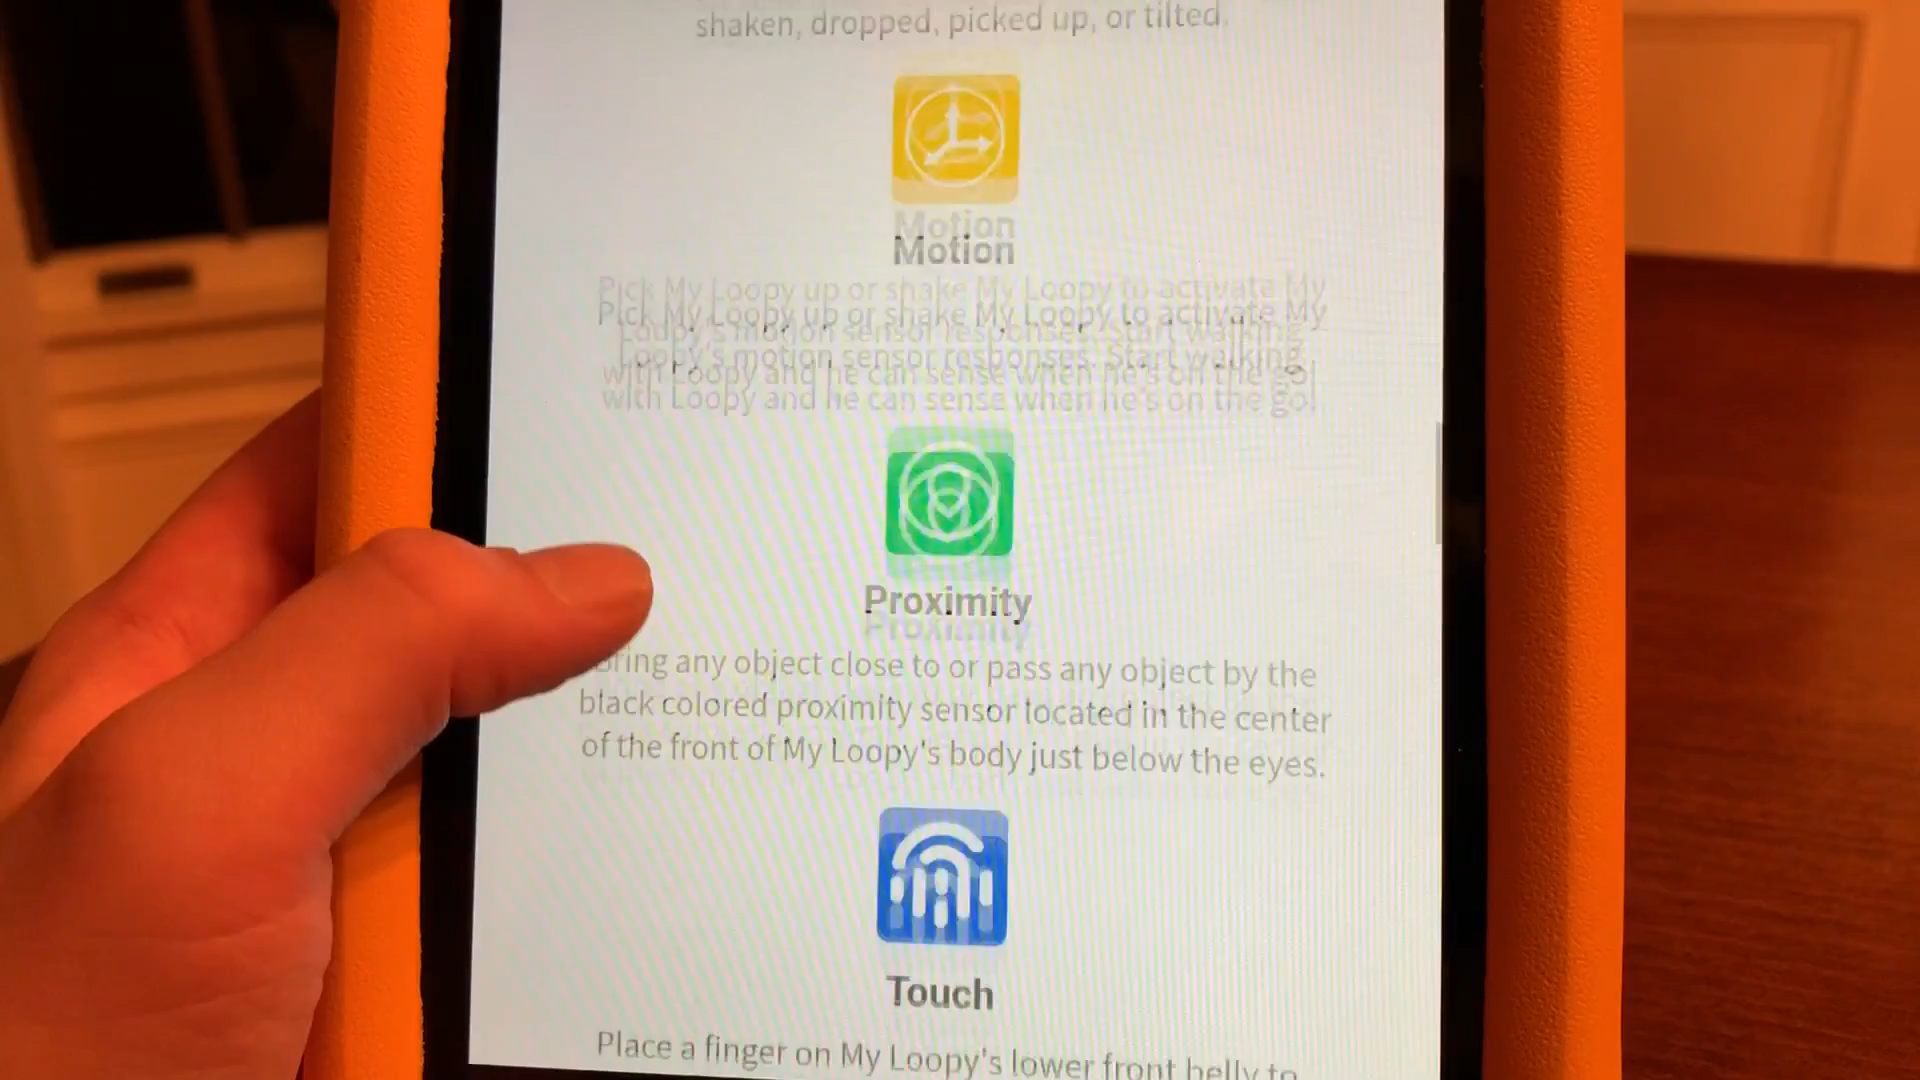 shaken, dropped, picked up, or tilted.
Motion
Pick My Loopy up or shake My Loopy to activate My
Loopy's motion sensor responses. Start walking
with Loopy and he can sense when he's on the go!
Proximity
Bring any object close to or pass any object by the
black colored proximity sensor located in the center
of the front of My Loopy's body just below the eyes.
Touch
Place a finger on My Loopy's lower front belly to